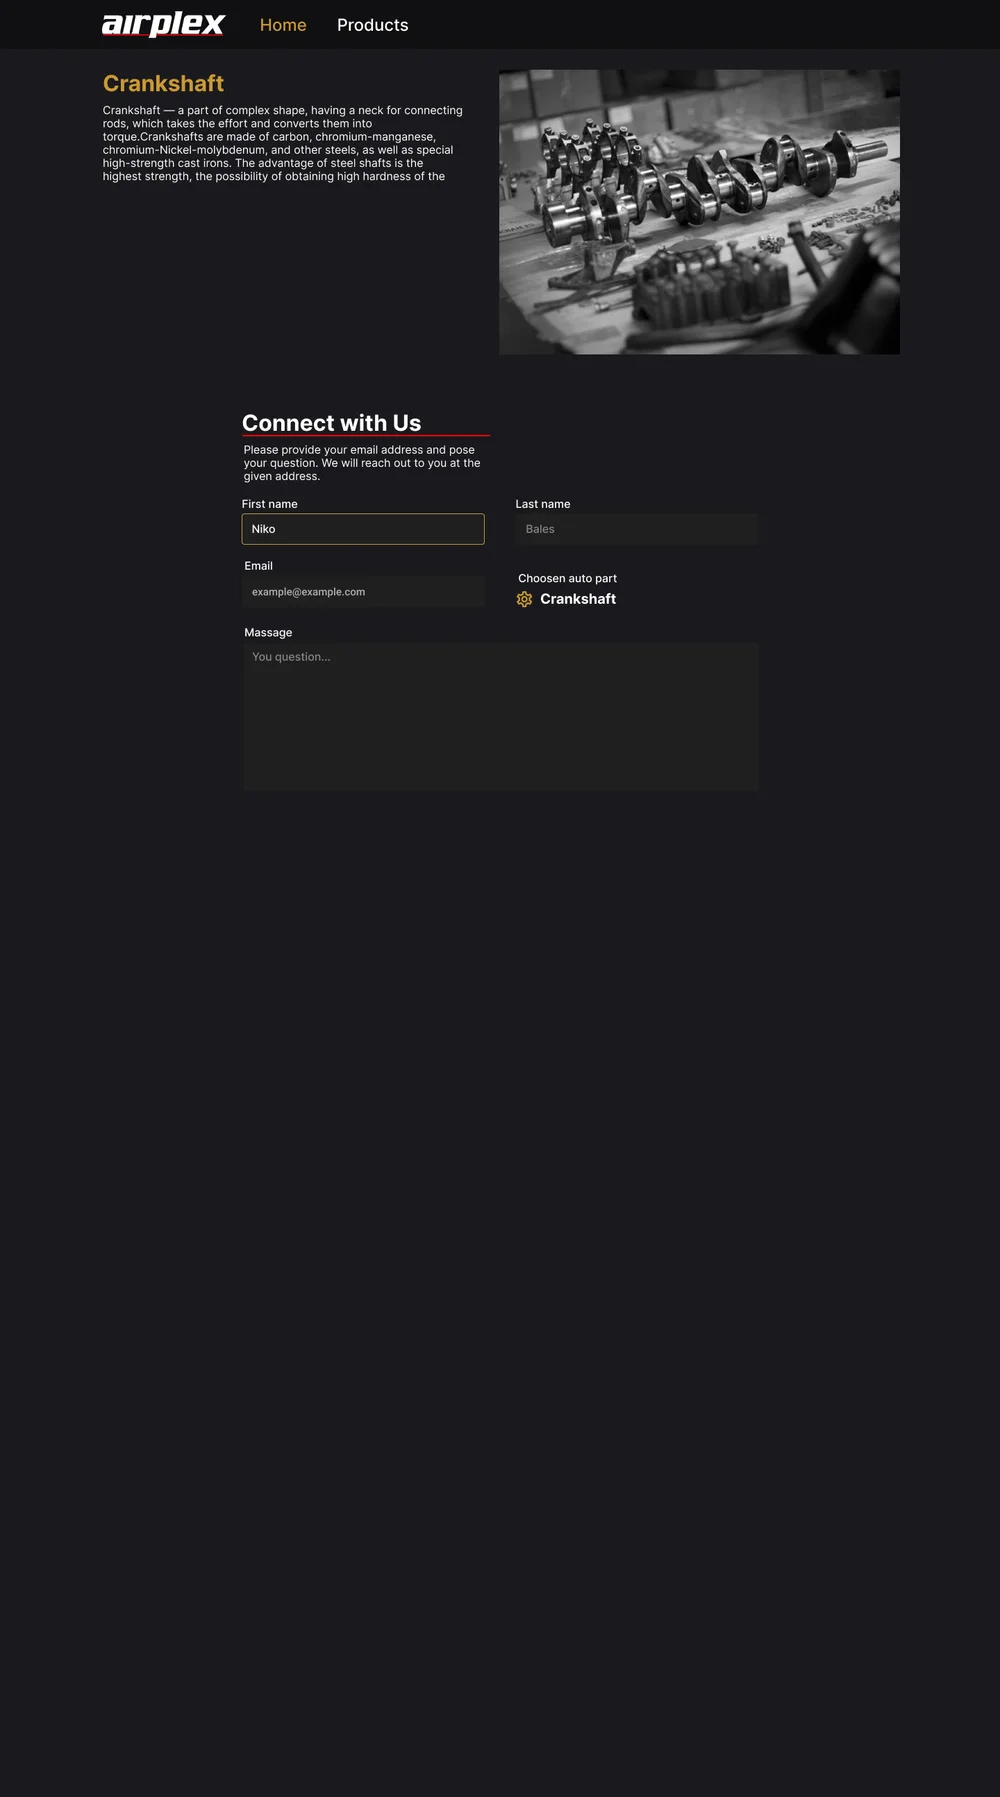 airplex
Home
Products
Crankshaft
Crankshaft — a part of complex shape, having a neck for connecting
rods, which takes the effort and converts them into
torque.Crankshafts are made of carbon, chromium-manganese,
chromium-Nickel-molybdenum, and other steels, as well as special
high-strength cast irons. The advantage of steel shafts is the
highest strength, the possibility of obtaining high hardness of the
Connect with Us
Please provide your email address and pose
your question. We will reach out to you at the
given address.
First name
Last name
Niko
Bales
Email
Choosen auto part
example@example.com
Crankshaft
Massage
You question...